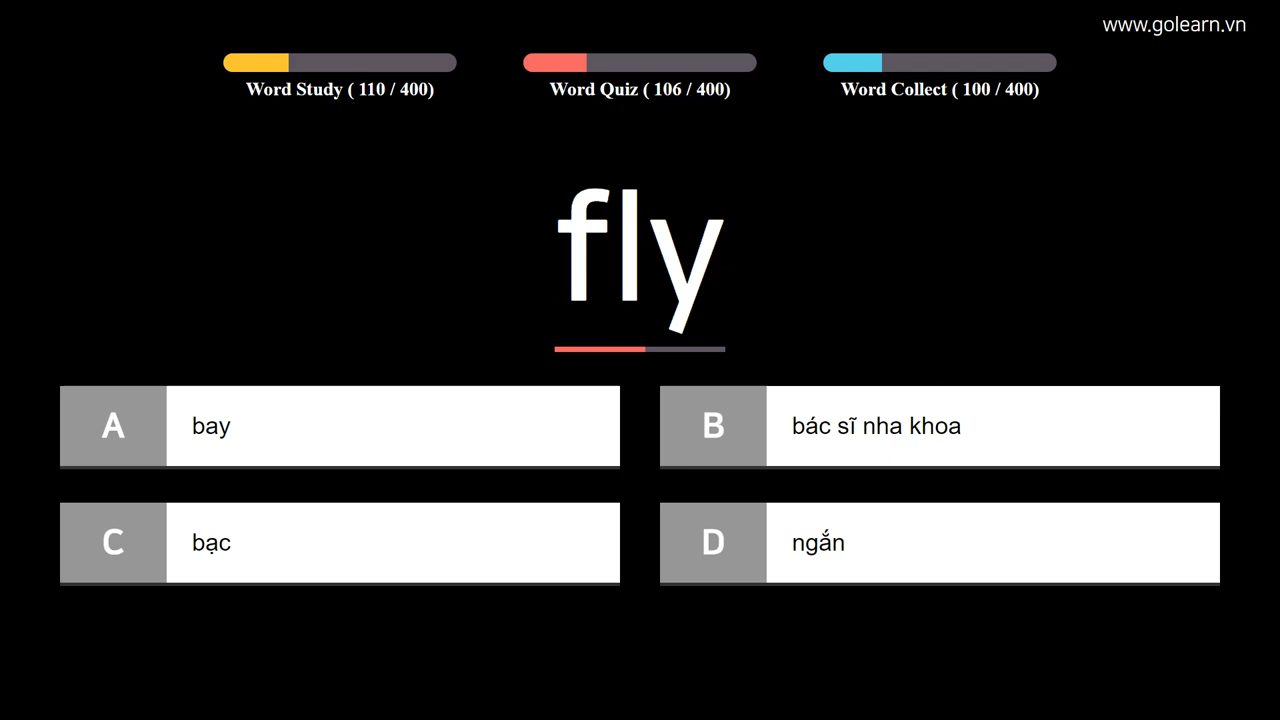 www.golearn.vn
Word Study ( 110 / 400)
Word Quiz ( 106 / 400)
Word Collect ( 100 / 400)
fly
A bay
B bác sĩ nha khoa
C bạc
D ngắn